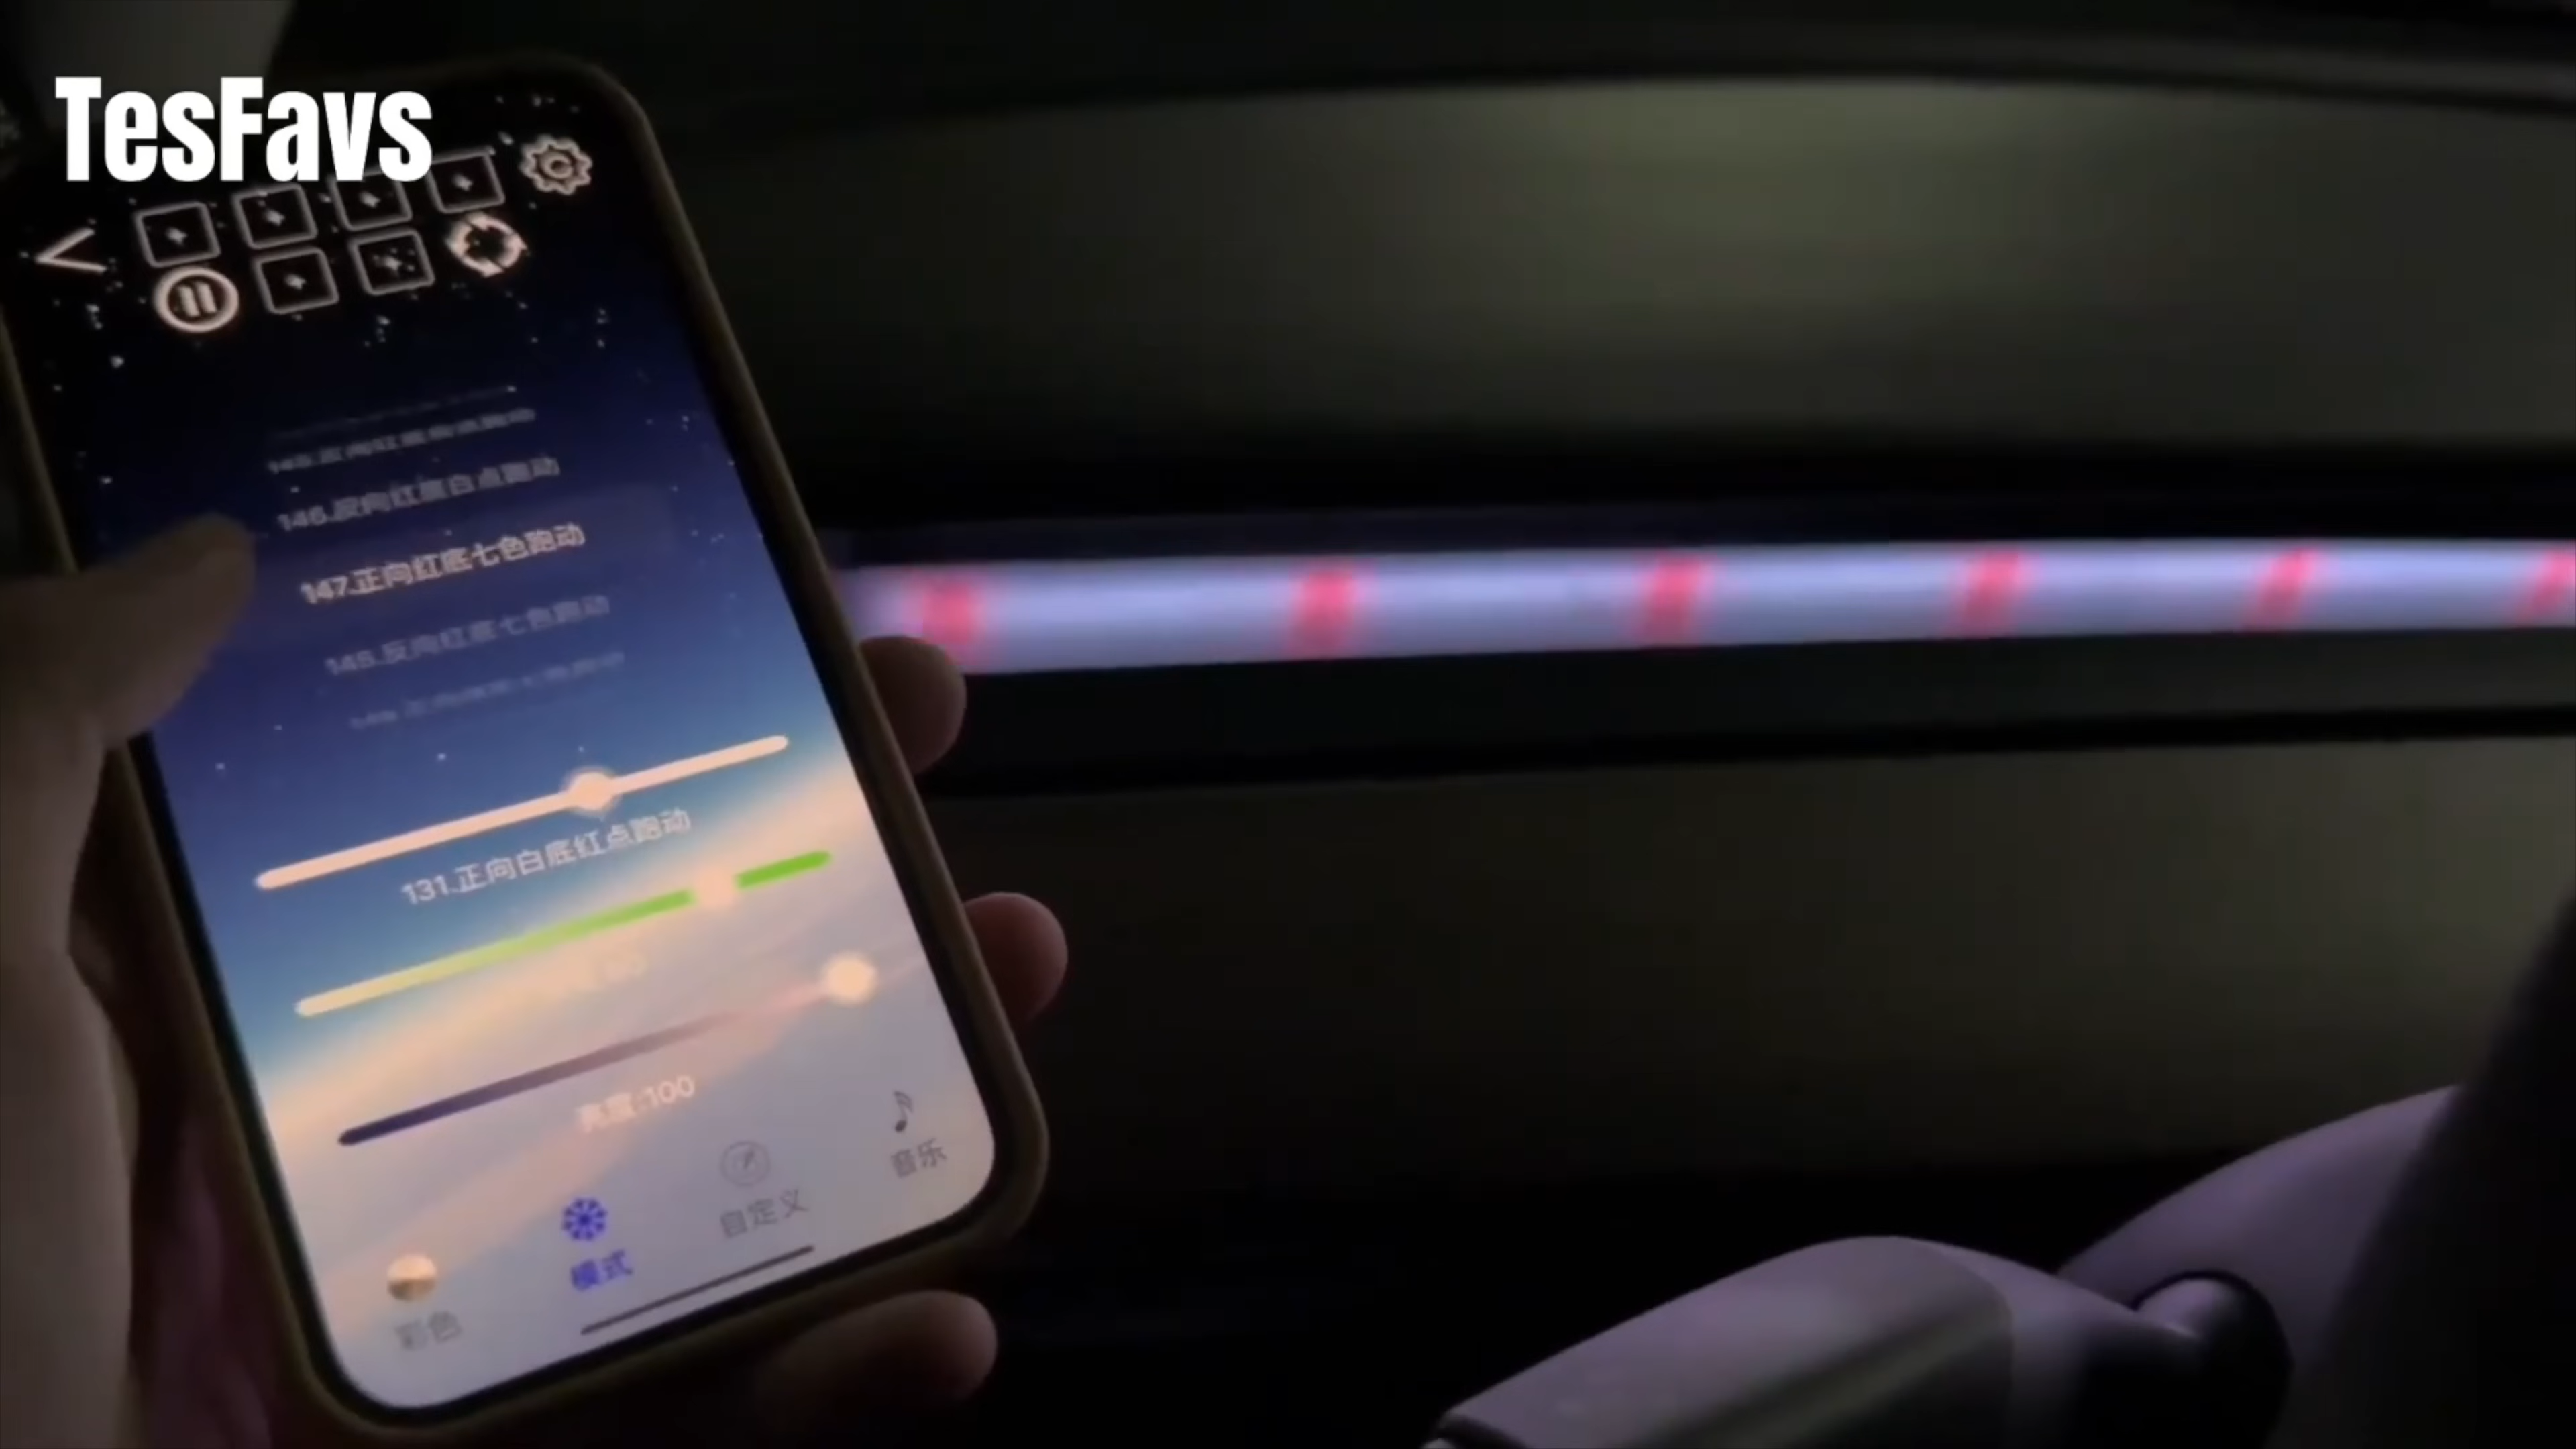 TesFavs
146.反向红底白点跑动
147.正向红底七色跑动
145.反向红底七色跑动
131.正向白底红点跑动
亮度:100
音乐
自定义
模式
彩色